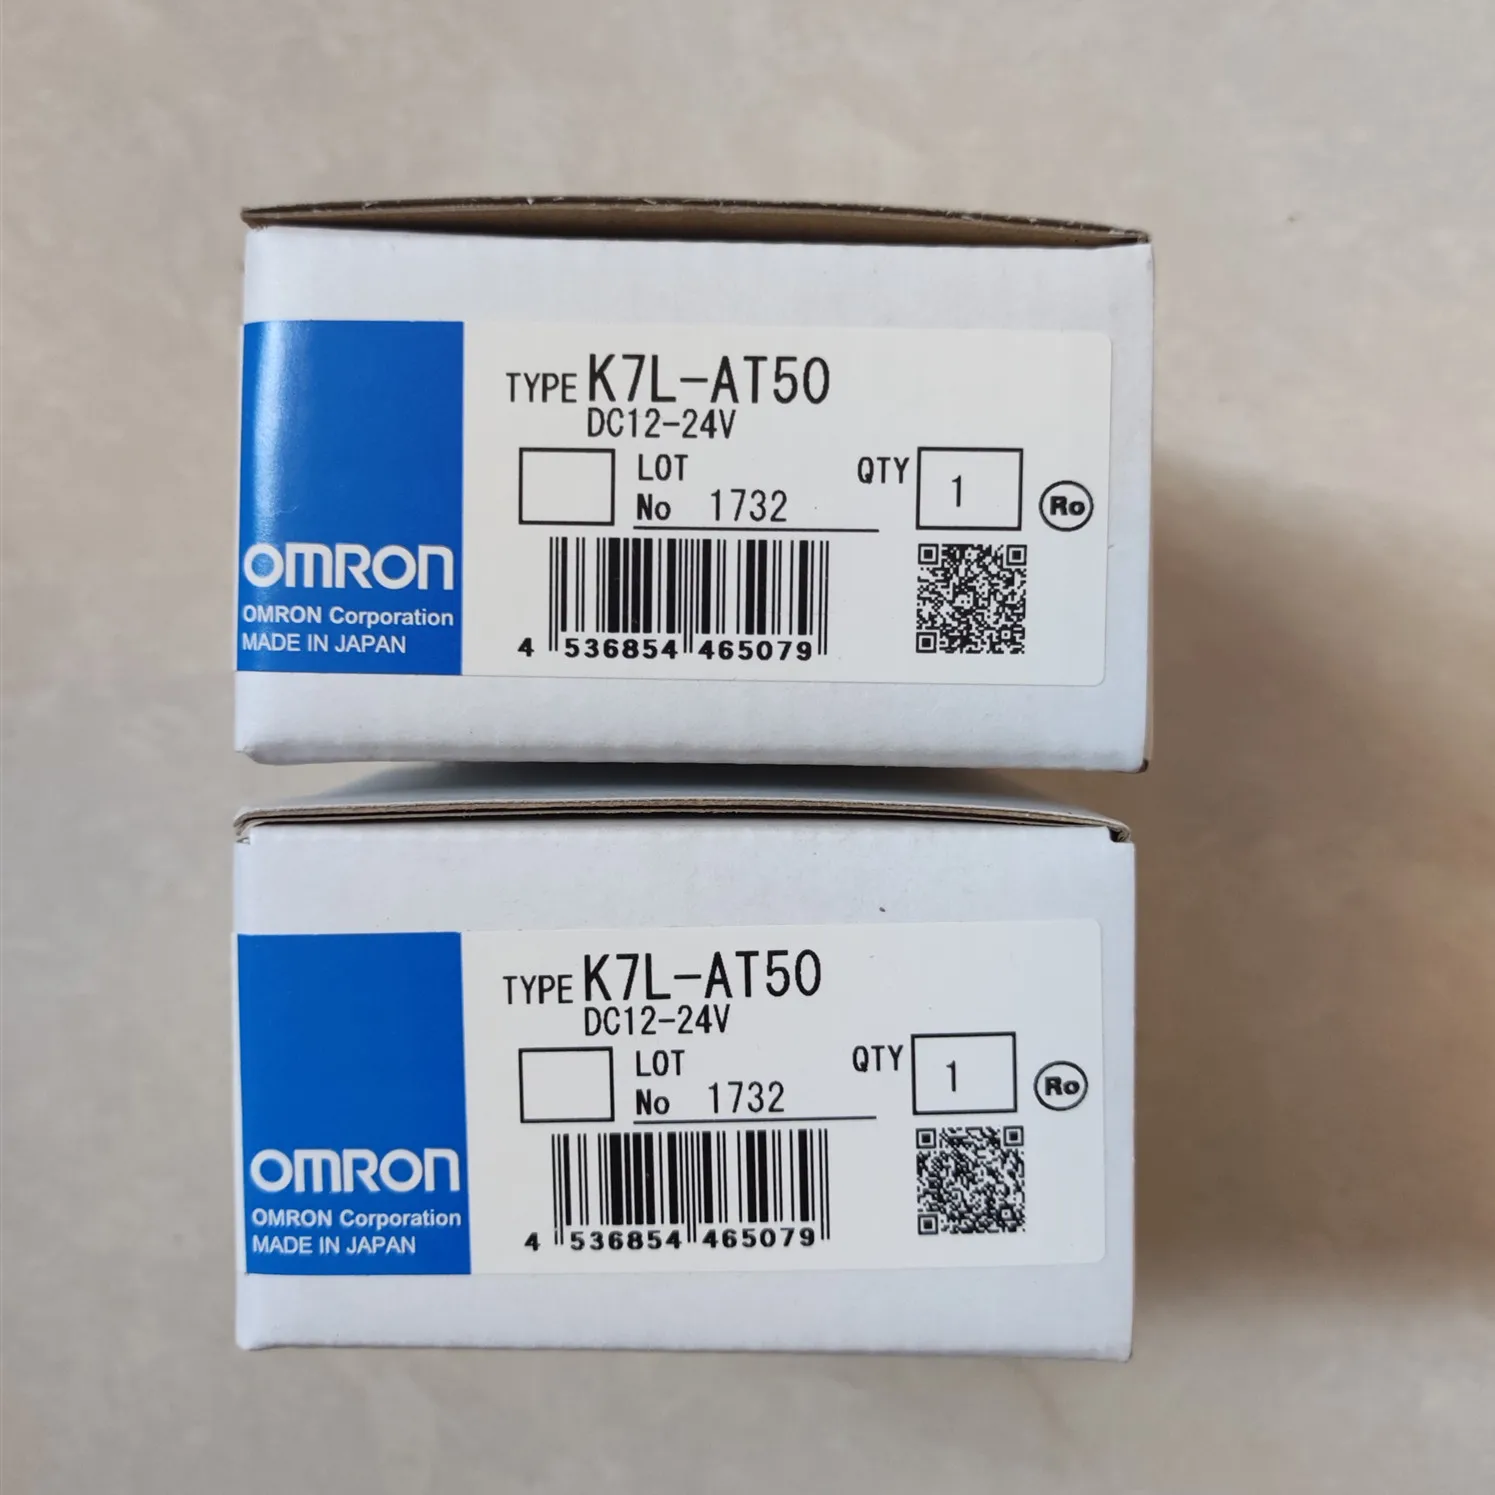 TYPE K7L-AT50
DC12-24V
LOT
No 1732
QTY 1
Ro
OMRON
OMRON Corporation
MADE IN JAPAN
4 536854 465079
TYPE K7L-AT50
DC12-24V
LOT
No 1732
QTY 1
Ro
OMRON
OMRON Corporation
MADE IN JAPAN
4 536854 465079